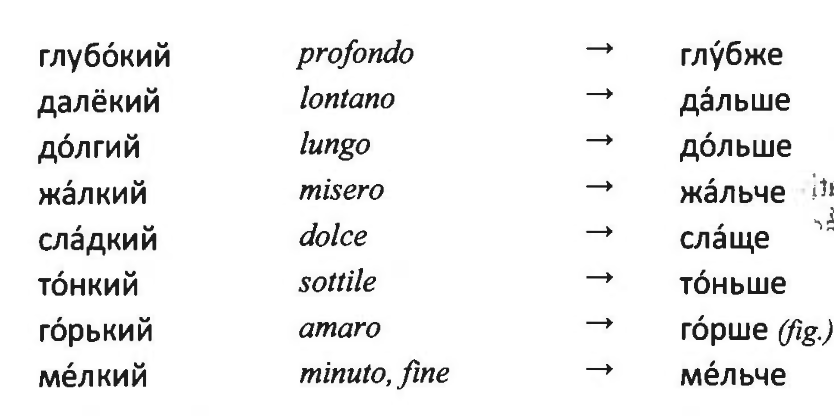 глубо́кий profondo → глу́бже
далёкий lontano → да́льше
до́лгий lungo → до́льше
жа́лкий misero → жа́льче
сла́дкий dolce → сла́ще
то́нкий sottile → то́ньше
го́рький amaro → го́рше (fig.)
ме́лкий minuto, fine → ме́льче